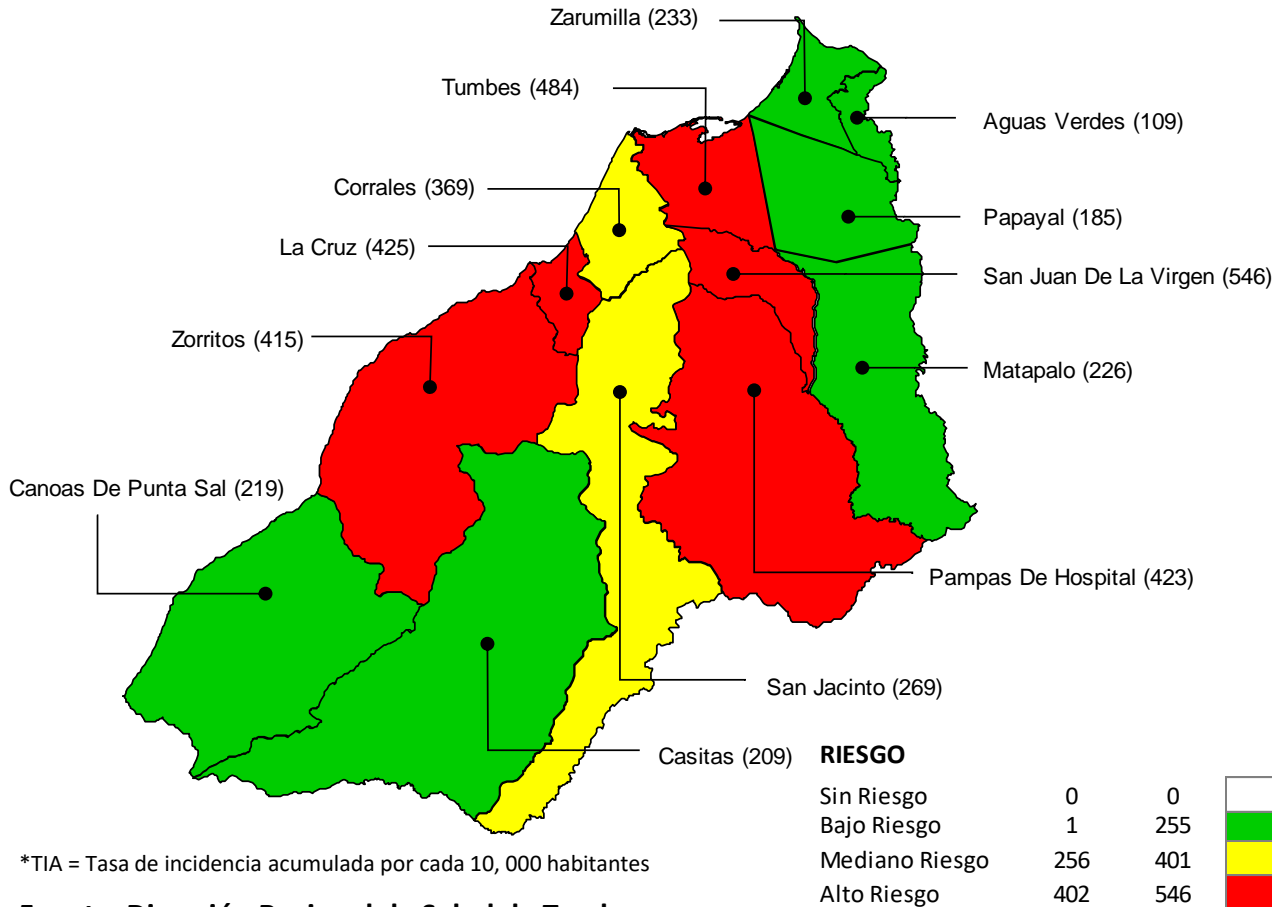 Zarumilla (233)
Tumbes (484)
Aguas Verdes (109)
Corrales (369)
Papayal (185)
La Cruz (425)
San Juan De La Virgen (546)
Zorritos (415)
Matapalo (226)
Canoas De Punta Sal (219)
Pampas De Hospital (423)
San Jacinto (269)
Casitas (209)
RIESGO
Sin Riesgo 0 0
Bajo Riesgo 1 255
Mediano Riesgo 256 401
Alto Riesgo 402 546
*TIA = Tasa de incidencia acumulada por cada 10, 000 habitantes